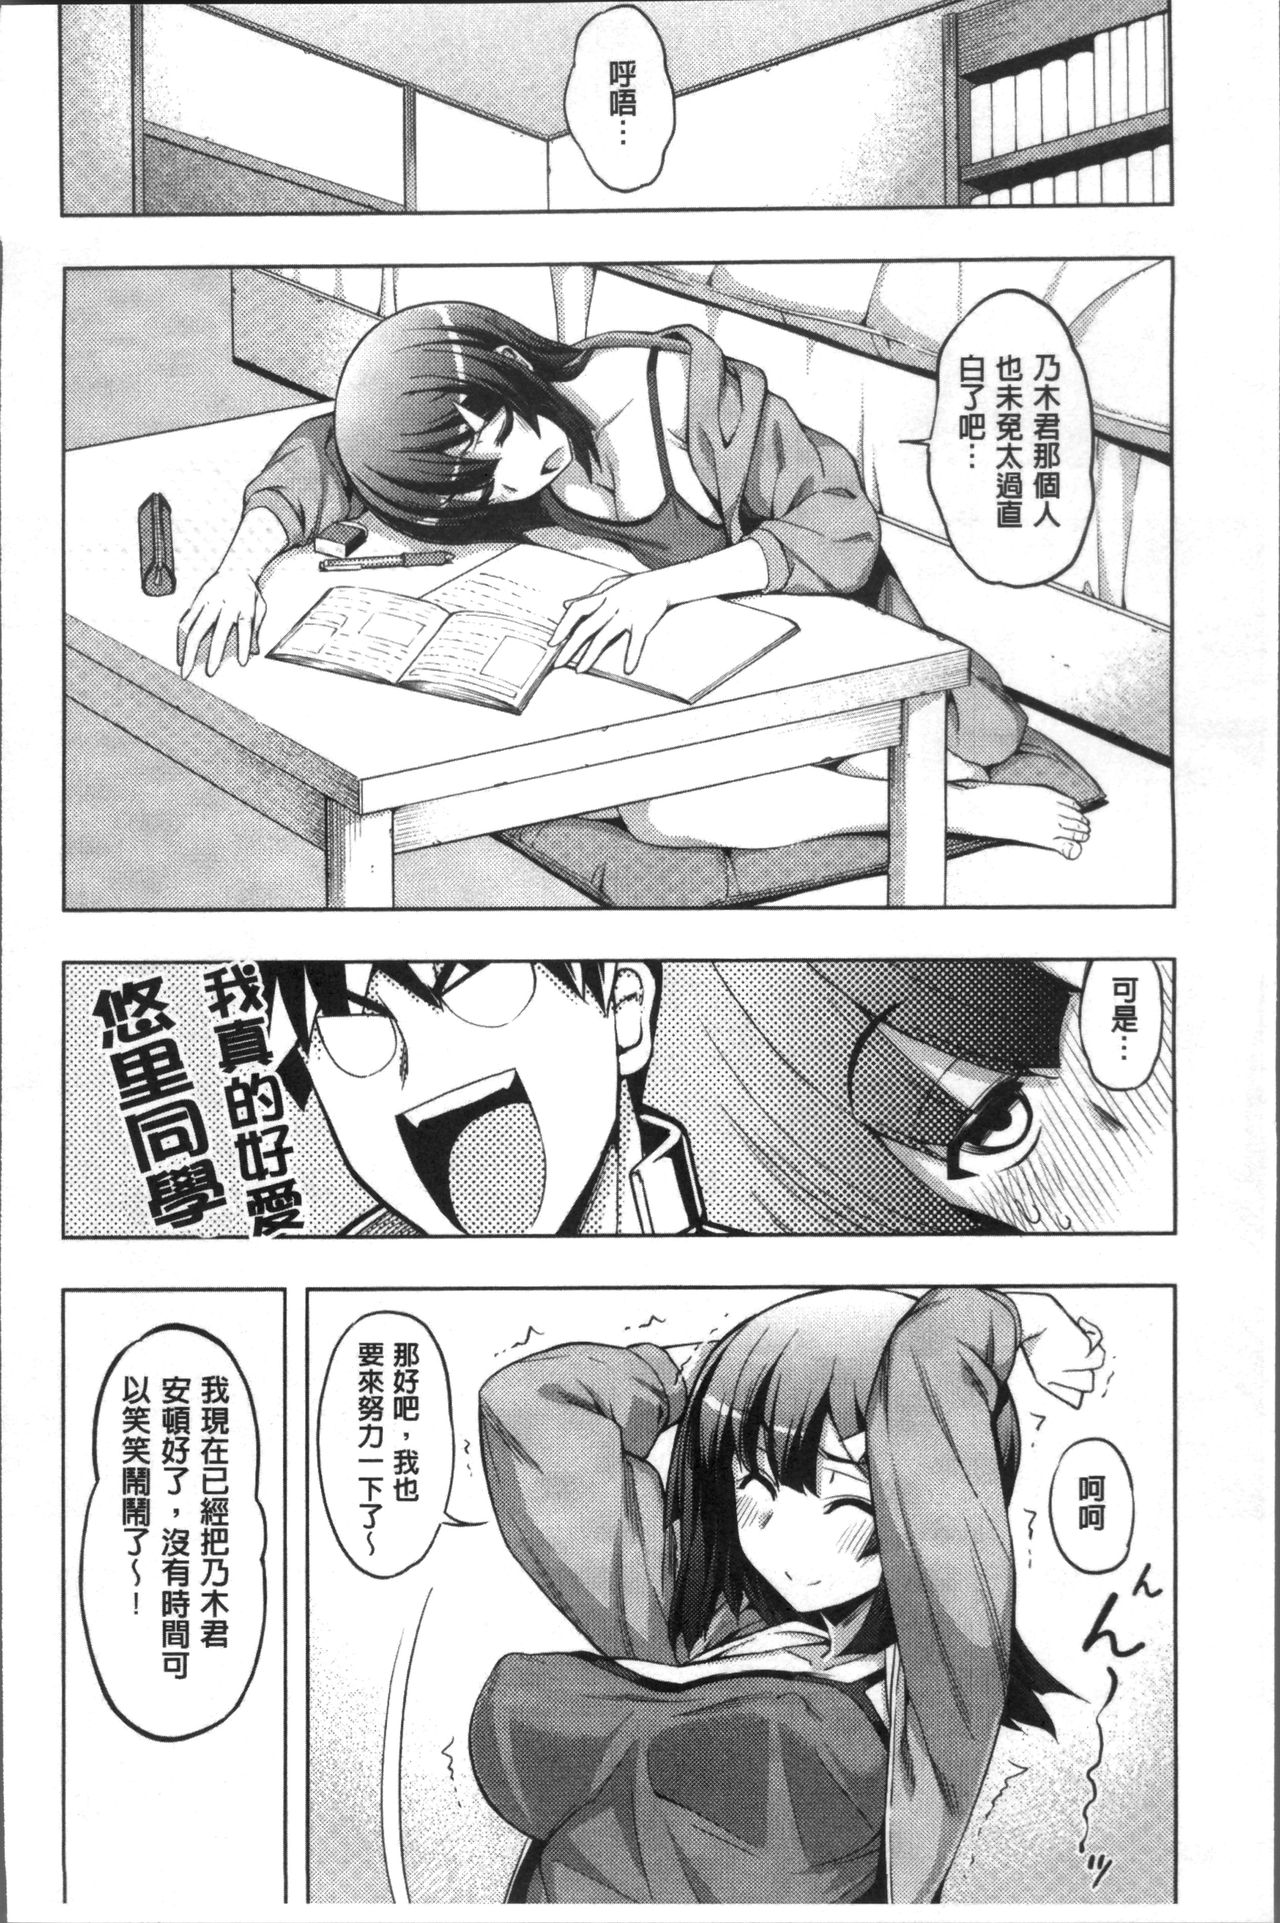 呼唔…
乃木君那個人
也未免太過直
白了吧…
可是…
我真的好愛
悠里同學
呵呵
んんーッ
ん
那好吧，我也
要來努力一下了～
我現在已經把乃木君
安頓好了，沒有時間可
以笑笑鬧鬧了～！